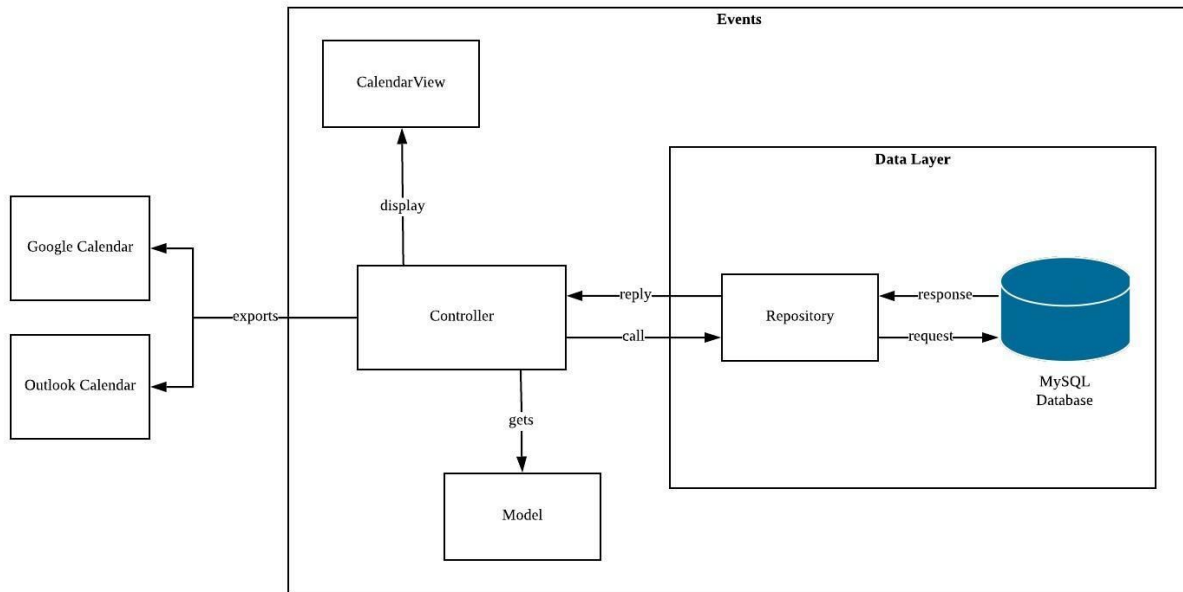 Events
CalendarView
Data Layer
display
Google Calendar
exports
Controller
reply
call
Repository
response
request
Outlook Calendar
MySQL
Database
gets
Model